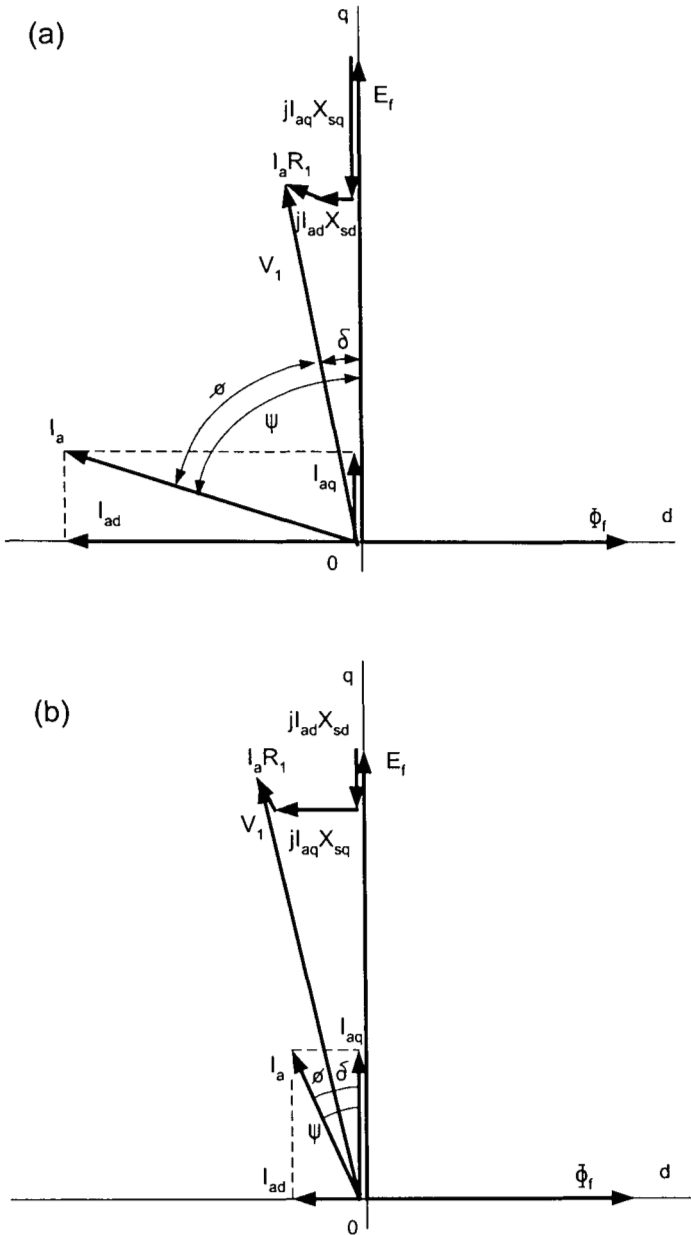 (a)
q
E_f
jI_aqX_sq
I_aR_1
jI_adX_sd
V_1
δ
ø
ψ
I_a
I_aq
I_ad
Φ_f
d
0
(b)
q
jI_adX_sd
I_aR_1
E_f
V_1
jI_aqX_sq
I_aq
I_a
ø
δ
ψ
I_ad
Φ_f
d
0